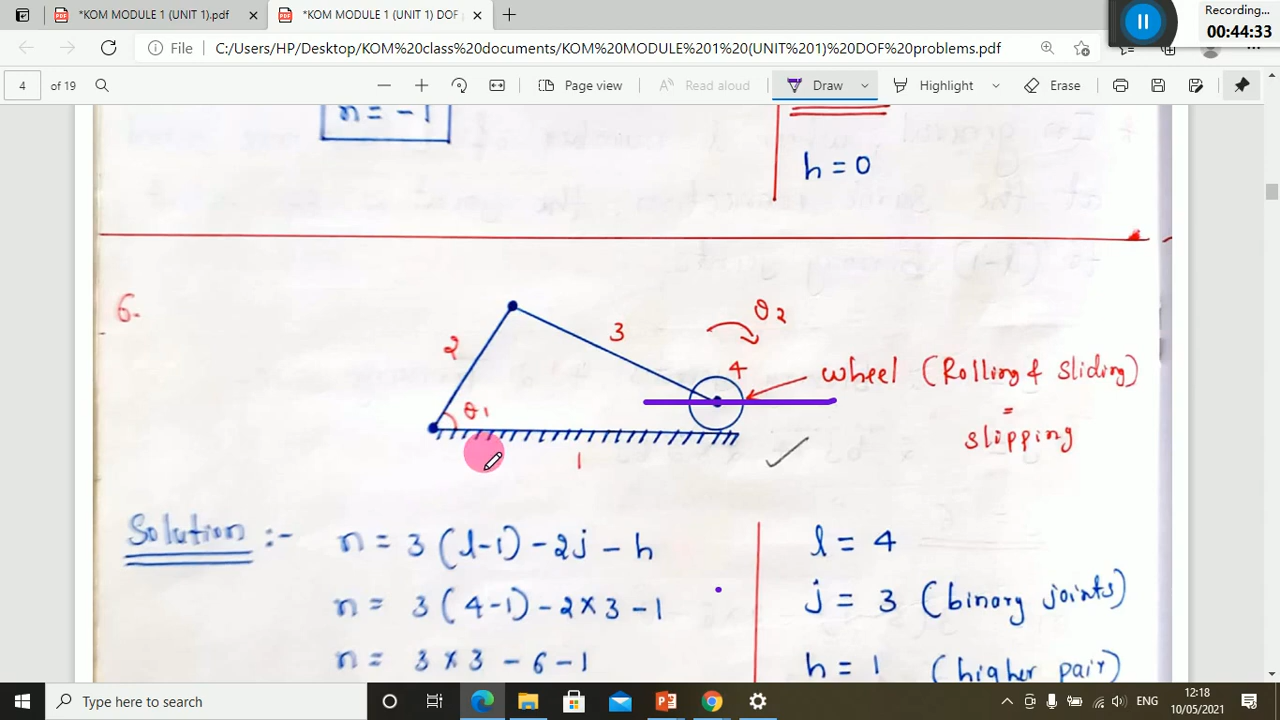 Recording...
00:44:33
*KOM MODULE 1 (UNIT 1).pdf
*KOM MODULE 1 (UNIT 1) DOF
File
C:/Users/HP/Desktop/KOM%20class%20documents/KOM%20MODULE%201%20(UNIT%201)%20DOF%20problems.pdf
4 of 19
Page view
Read aloud
Draw
Highlight
Erase
n = -1
h = 0
6.
2
3
θ1
θ2
4
1
wheel (Rolling & sliding)
=
slipping
Solution :-
n = 3 (l-1) - 2j - h
n = 3 (4-1) - 2×3 - 1
n = 3×3 - 6 - 1
l = 4
j = 3 (binary joints)
h = 1 (higher pair)
Type here to search
ENG
12:18
10/05/2021